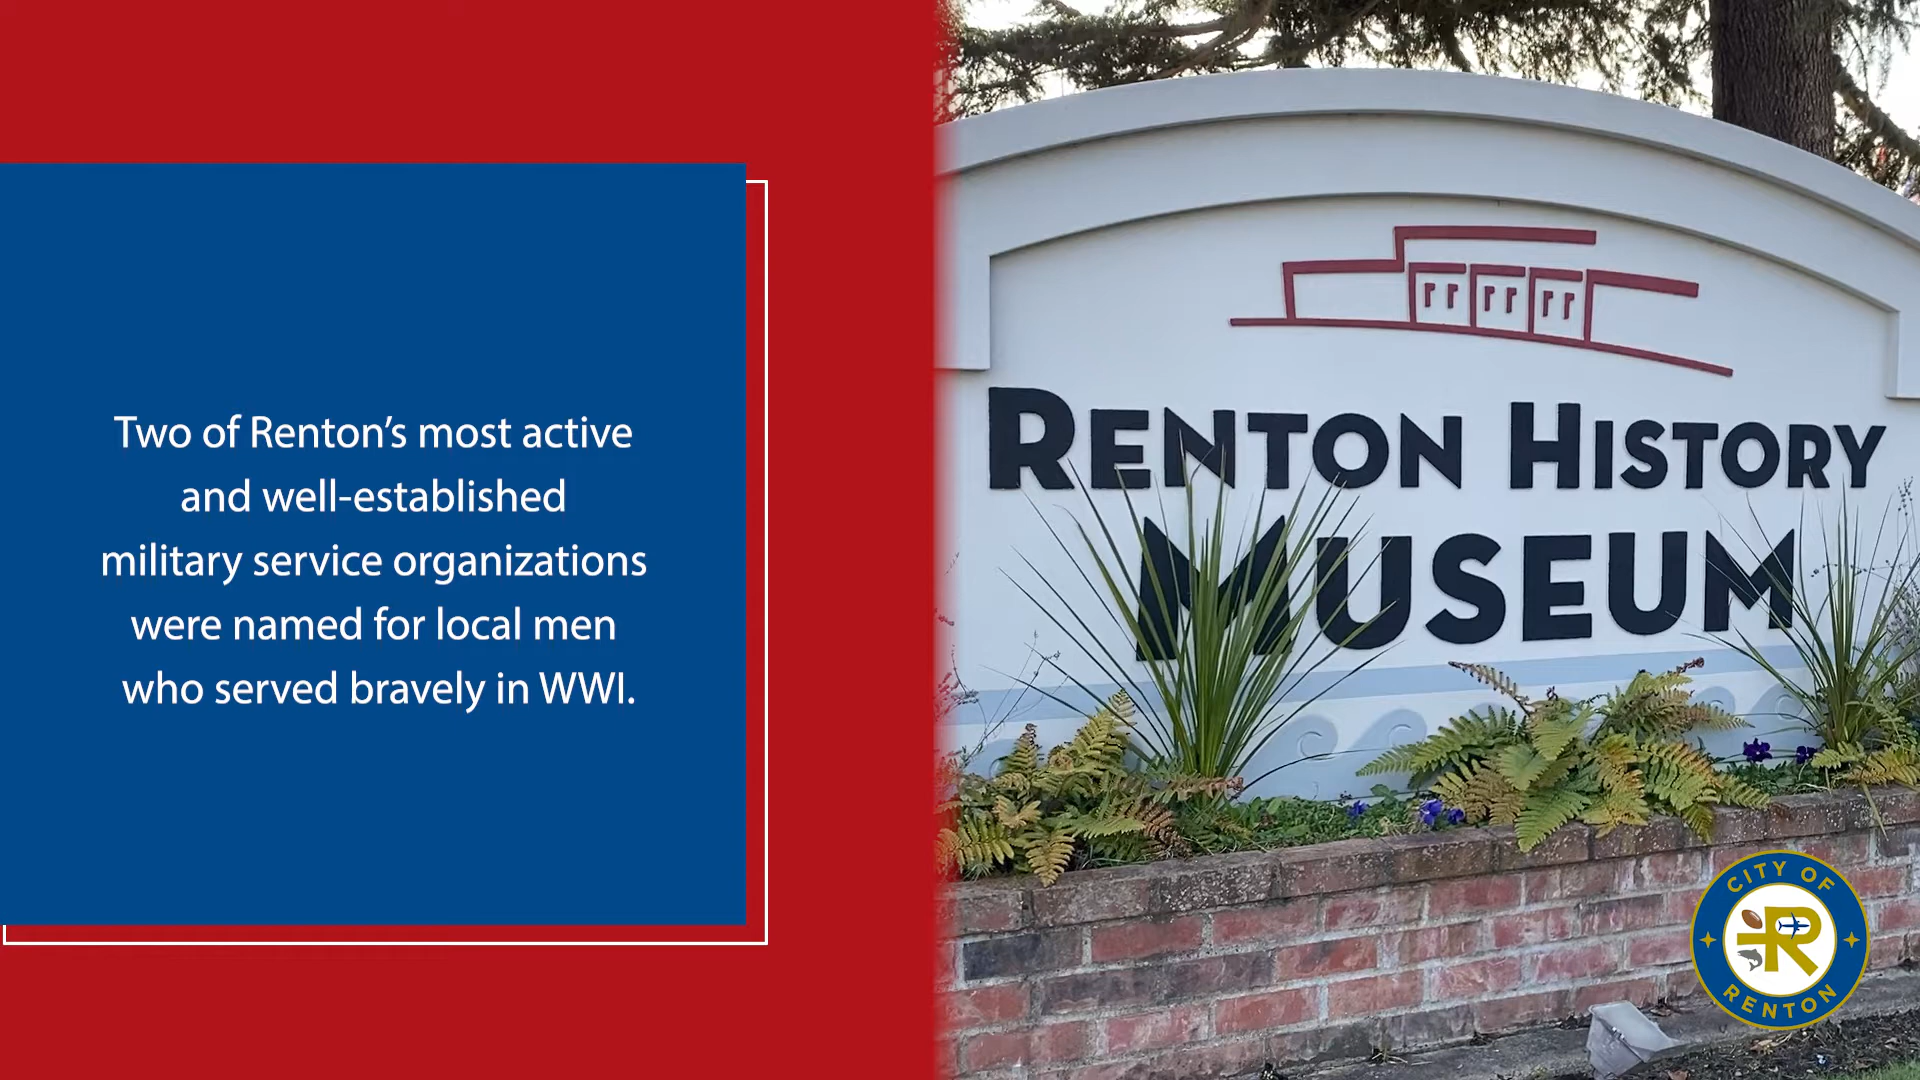 Two of Renton's most active
and well-established
military service organizations
were named for local men
who served bravely in WWI.
RENTON HISTORY
MUSEUM
CITY OF
R
RENTON